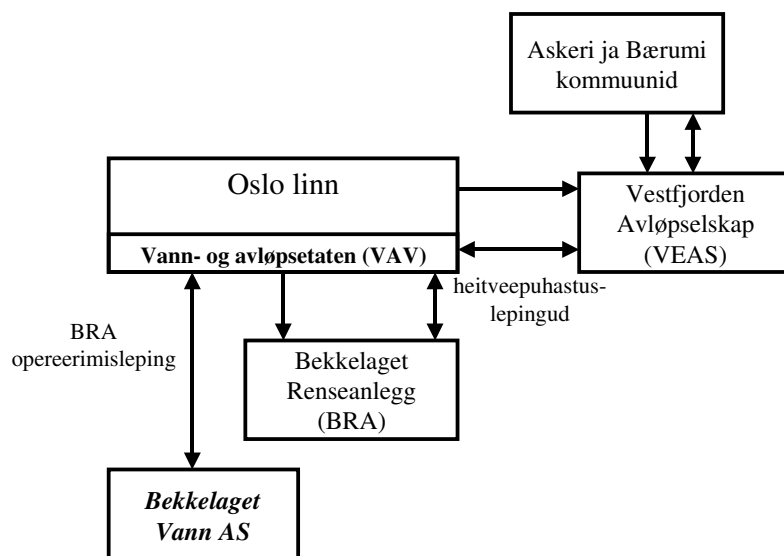 Askeri ja Bærumi
kommuunid
Oslo linn
Vestfjorden
Avløpselskap
(VEAS)
Vann- og avløpsetaten (VAV)
heitveepuhastus-
lepingud
BRA
opereerimisleping
Bekkelaget
Renseanlegg
(BRA)
Bekkelaget
Vann AS